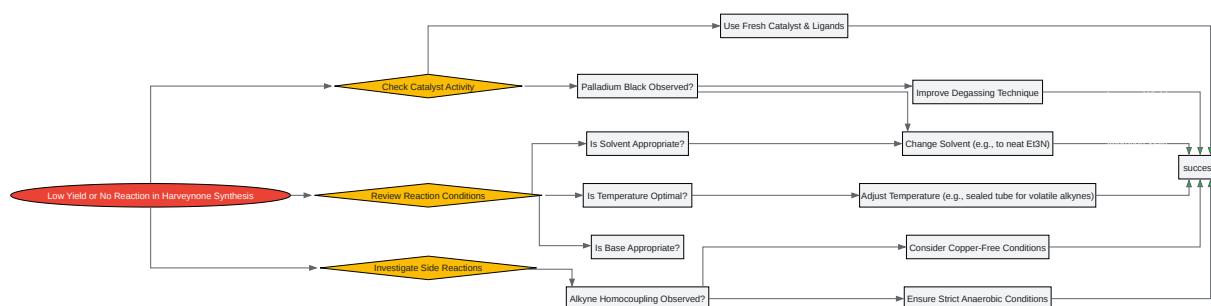 Use Fresh Catalyst & Ligands
Check Catalyst Activity
Palladium Black Observed?
Improve Degassing Technique
Is Solvent Appropriate?
Change Solvent (e.g., to neat Et3N)
Low Yield or No Reaction in Harveynone Synthesis
Review Reaction Conditions
Is Temperature Optimal?
Adjust Temperature (e.g., sealed tube for volatile alkynes)
success
Is Base Appropriate?
Consider Copper-Free Conditions
Investigate Side Reactions
Alkyne Homocoupling Observed?
Ensure Strict Anaerobic Conditions